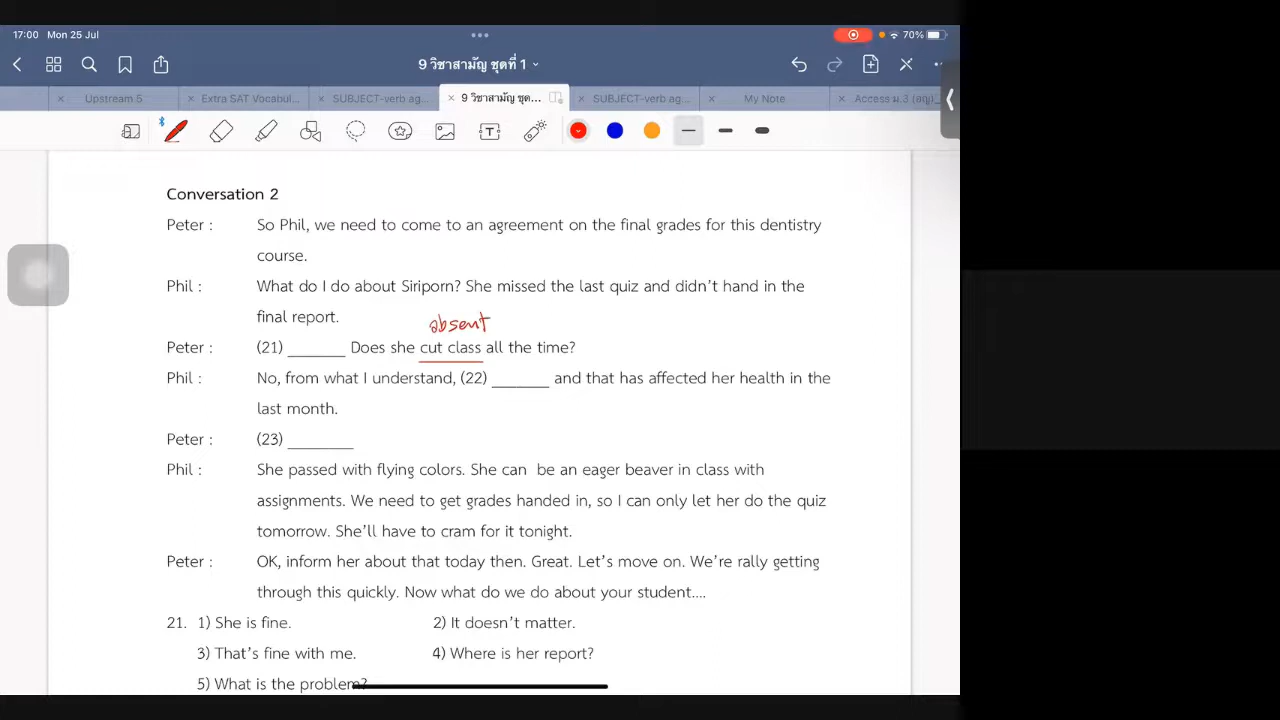 17:00 Mon 25 Jul
70%
9 วิชาสามัญ ชุดที่ 1
Upstream 5
Extra SAT Vocabul...
SUBJECT-verb ag...
9 วิชาสามัญ ชุด...
SUBJECT-verb ag...
My Note
Access ม.3 (ครู)_
Conversation 2
Peter : So Phil, we need to come to an agreement on the final grades for this dentistry
course.
Phil : What do I do about Siriporn? She missed the last quiz and didn't hand in the
final report.
absent
Peter : (21) _______ Does she cut class all the time?
Phil : No, from what I understand, (22) _______ and that has affected her health in the
last month.
Peter : (23) ________
Phil : She passed with flying colors. She can be an eager beaver in class with
assignments. We need to get grades handed in, so I can only let her do the quiz
tomorrow. She'll have to cram for it tonight.
Peter : OK, inform her about that today then. Great. Let's move on. We're rally getting
through this quickly. Now what do we do about your student....
21. 1) She is fine. 2) It doesn't matter.
3) That's fine with me. 4) Where is her report?
5) What is the problem?